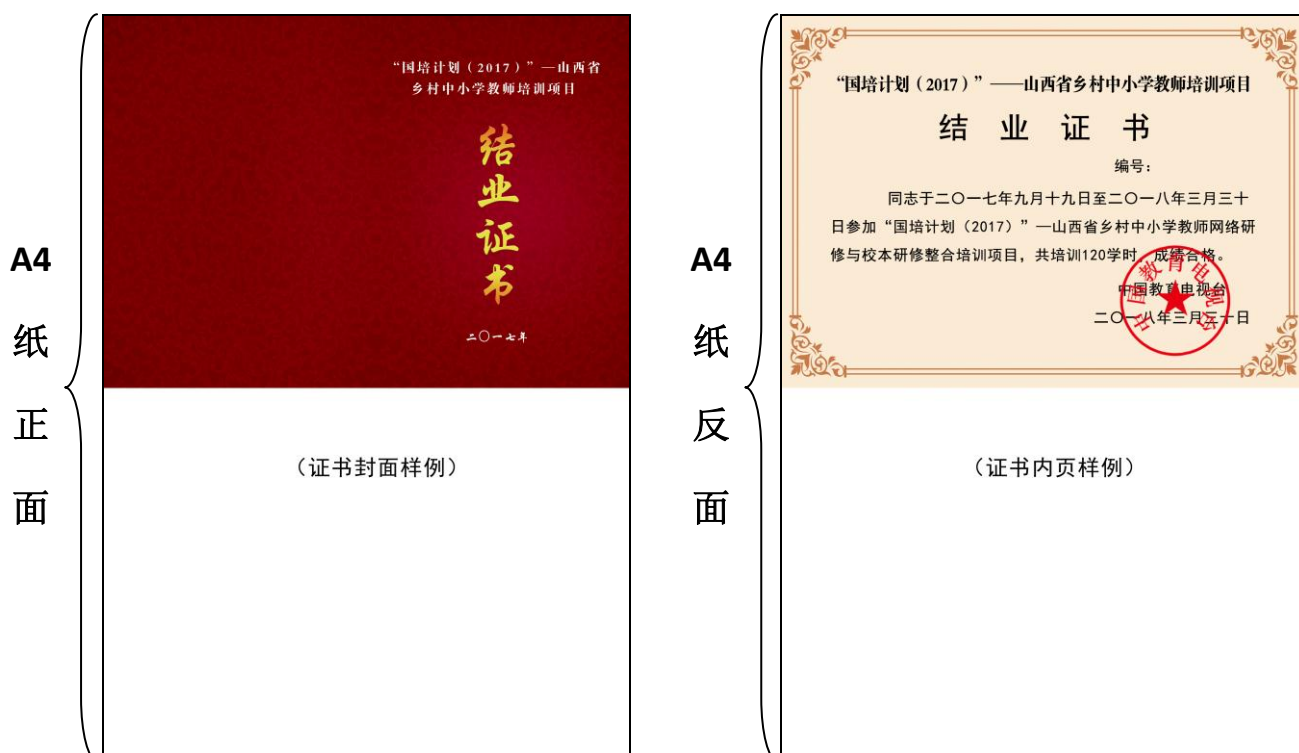 A4
纸
正
面
“国培计划（2017）”—山西省
乡村中小学教师培训项目
结
业
证
书
二〇一七年
（证书封面样例）
A4
纸
反
面
“国培计划（2017）”——山西省乡村中小学教师培训项目
结 业 证 书
编号：
同志于二〇一七年九月十九日至二〇一八年三月三十
日参加“国培计划（2017）”—山西省乡村中小学教师网络研
修与校本研修整合培训项目，共培训120学时，成绩合格。
中国教育电视台
二〇一八年三月三十日
中国教育电视台
（证书内页样例）